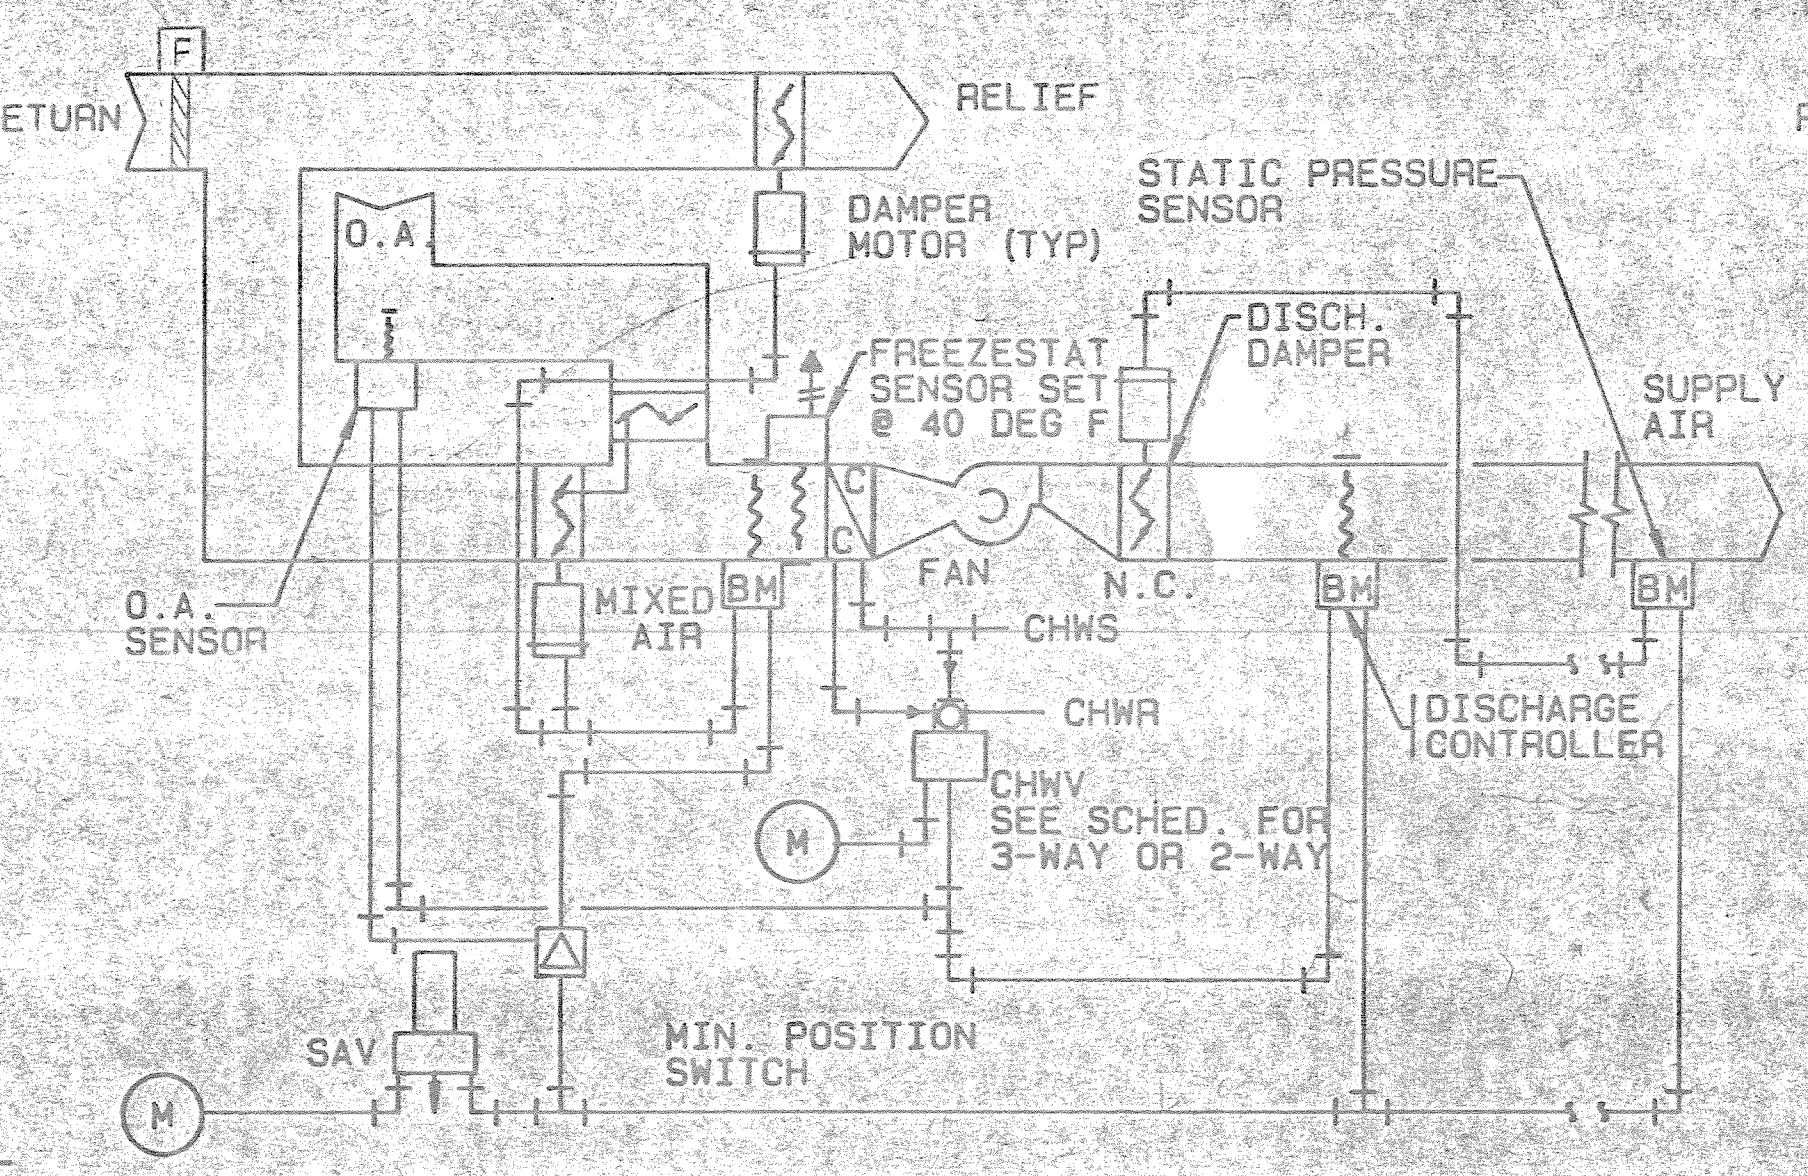 F
ETURN
RELIEF
STATIC PRESSURE
SENSOR
O.A.
DAMPER
MOTOR (TYP)
DISCH.
DAMPER
FREEZESTAT
SENSOR SET
@ 40 DEG F
SUPPLY
AIR
C
C
FAN
N.C.
O.A.
SENSOR
MIXED
AIR
BM
BM
BM
CHWS
CHWR
DISCHARGE
CONTROLLER
CHWV
SEE SCHED. FOR
3-WAY OR 2-WAY
M
SAV
MIN. POSITION
SWITCH
M